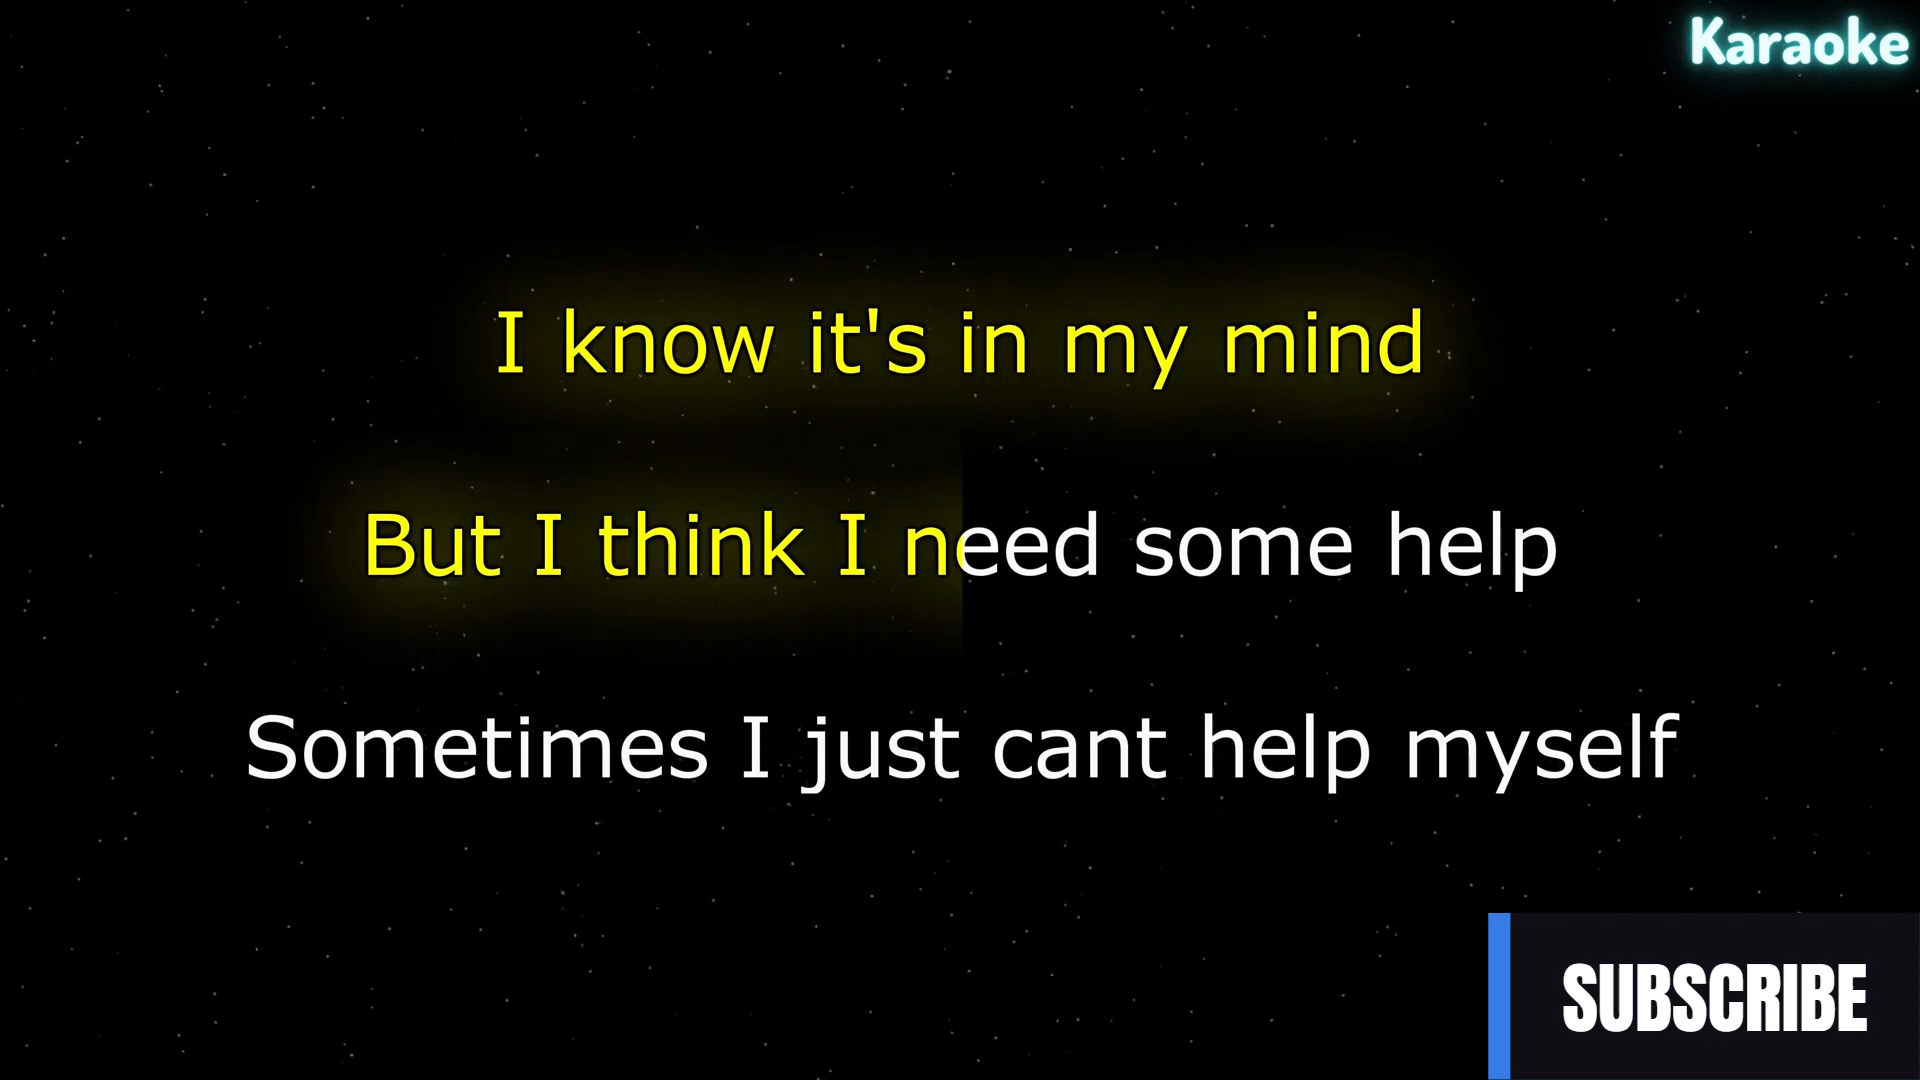 Karaoke
I know it's in my mind
But I think I need some help
Sometimes I just cant help myself
SUBSCRIBE